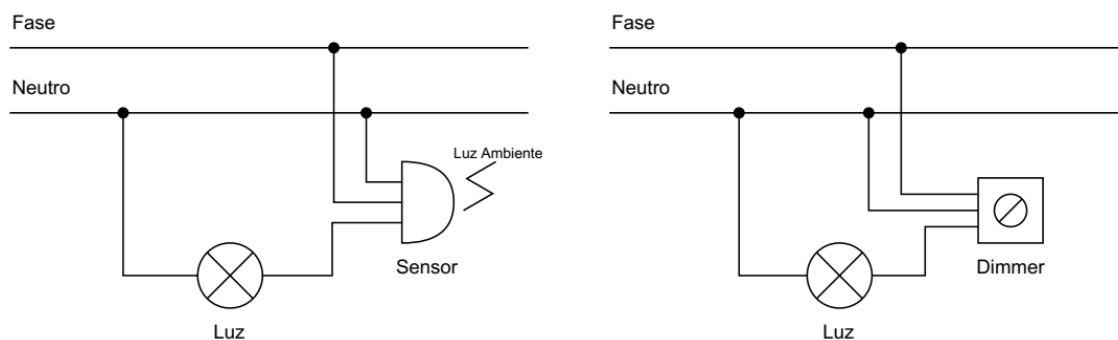 Fase
Neutro
Luz Ambiente
Sensor
Luz
Fase
Neutro
Dimmer
Luz